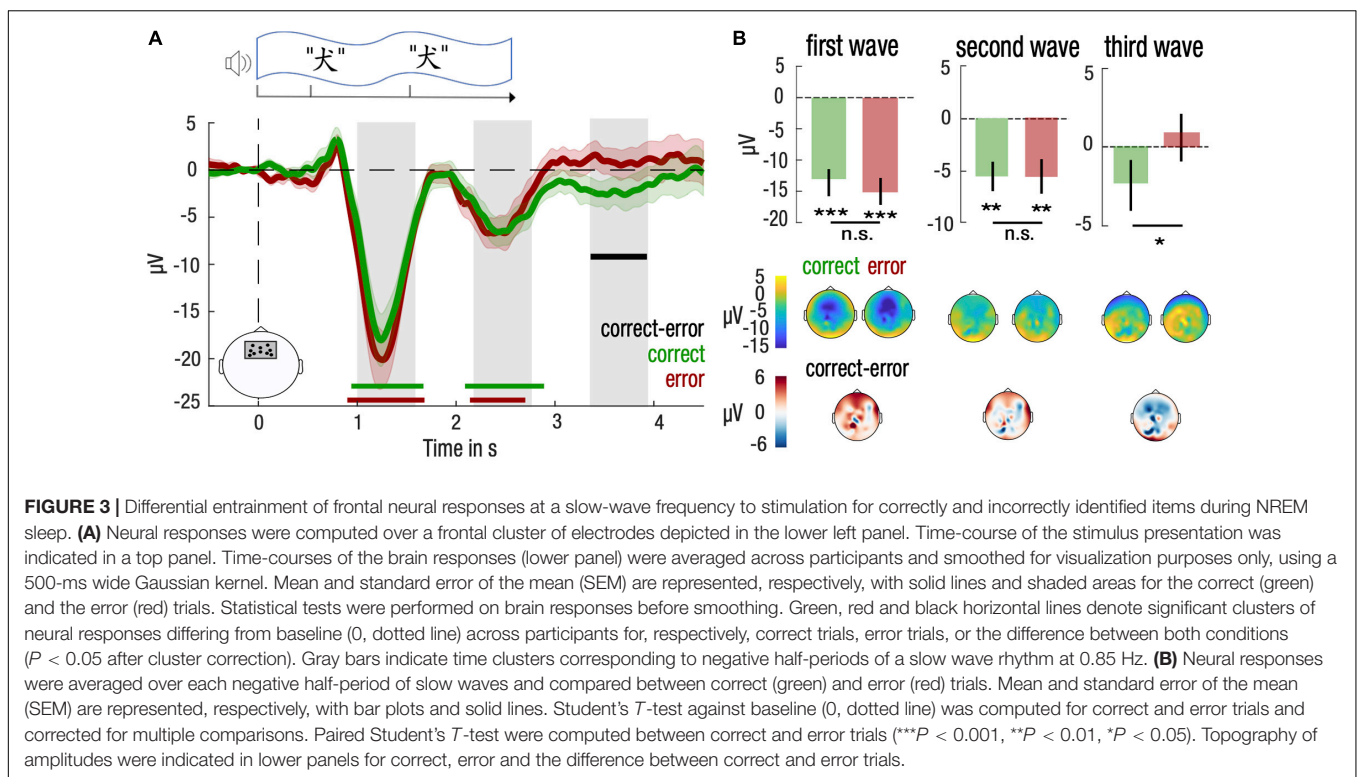 A
"犬" "犬"
5
0
-5
-10
-15
-20
-25
μV
0 1 2 3 4
Time in s
correct-error
correct
error
B
first wave second wave third wave
μV
5
0
-5
-10
-15
-20
*** ***
n.s.
5
0
-5
-10
** **
n.s.
5
0
-5
*
correct error
μV
5
0
-5
-10
-15
correct-error
μV
6
0
-6
FIGURE 3 | Differential entrainment of frontal neural responses at a slow-wave frequency to stimulation for correctly and incorrectly identified items during NREM
sleep. (A) Neural responses were computed over a frontal cluster of electrodes depicted in the lower left panel. Time-course of the stimulus presentation was
indicated in a top panel. Time-courses of the brain responses (lower panel) were averaged across participants and smoothed for visualization purposes only, using a
500-ms wide Gaussian kernel. Mean and standard error of the mean (SEM) are represented, respectively, with solid lines and shaded areas for the correct (green)
and the error (red) trials. Statistical tests were performed on brain responses before smoothing. Green, red and black horizontal lines denote significant clusters of
neural responses differing from baseline (0, dotted line) across participants for, respectively, correct trials, error trials, or the difference between both conditions
(P < 0.05 after cluster correction). Gray bars indicate time clusters corresponding to negative half-periods of a slow wave rhythm at 0.85 Hz. (B) Neural responses
were averaged over each negative half-period of slow waves and compared between correct (green) and error (red) trials. Mean and standard error of the mean
(SEM) are represented, respectively, with bar plots and solid lines. Student's T-test against baseline (0, dotted line) was computed for correct and error trials and
corrected for multiple comparisons. Paired Student's T-test were computed between correct and error trials (***P < 0.001, **P < 0.01, *P < 0.05). Topography of
amplitudes were indicated in lower panels for correct, error and the difference between correct and error trials.